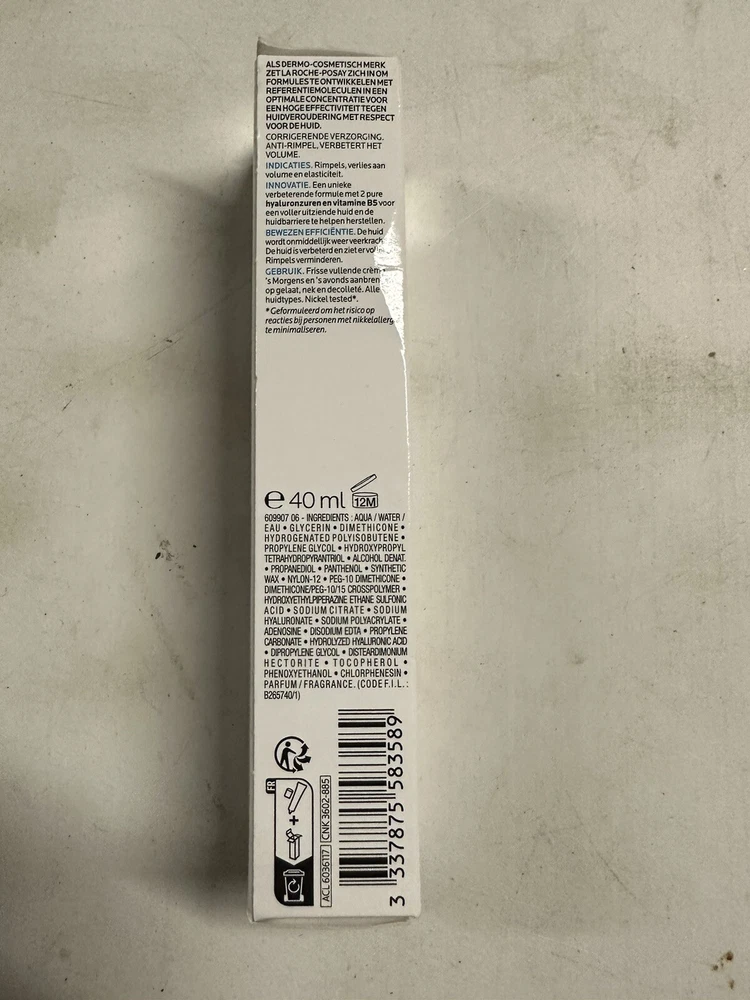 ALS DERMO-COSMETISCH MERK
ZET LA ROCHE-POSAY ZICH IN OM
FORMULES TE ONTWIKKELEN MET
REFERENTIEMOLECULEN IN EEN
OPTIMALE CONCENTRATIE VOOR
EEN HOGE EFFECTIVITEIT TEGEN
HUIDVEROUDERING MET RESPECT
VOOR DE HUID.
CORRIGERENDE VERZORGING.
ANTI-RIMPEL, VERBETERT HET
VOLUME.
INDICATIES. Rimpels, verlies aan
volume en elasticiteit.
INNOVATIE. Een unieke
verbeterende formule met 2 pure
hyaluronzuren en vitamine B5 voor
een voller uitziende huid en de
huidbarriere te helpen herstellen.
BEWEZEN EFFICIËNTIE. De huid
wordt onmiddellijk weer
De huid is verbeterd en ziet er
Rimpels verminderen.
GEBRUIK. Frisse vullende
's Morgens en 's avonds
op gelaat, nek en decolleté. Alle
huidtypes. Nickel tested*.
*Geformuleerd om het risico op
reacties bij personen met
te minimaliseren.
e 40 ml 12M
609907 06 - INGREDIENTS : AQUA / WATER /
EAU • GLYCERIN • DIMETHICONE •
HYDROGENATED POLYISOBUTENE •
PROPYLENE GLYCOL • HYDROXYPROPYL
TETRAHYDROPYRANTRIOL • ALCOHOL DENAT.
• PROPANEDIOL • PANTHENOL • SYNTHETIC
WAX • NYLON-12 • PEG-10 DIMETHICONE •
DIMETHICONE/PEG-10/15 CROSSPOLYMER •
HYDROXYETHYLPIPERAZINE ETHANE SULFONIC
ACID • SODIUM CITRATE • SODIUM
HYALURONATE • SODIUM POLYACRYLATE •
ADENOSINE • DISODIUM EDTA • PROPYLENE
CARBONATE • HYDROLYZED HYALURONIC ACID
• DIPROPYLENE GLYCOL • DISTEARDIMONIUM
HECTORITE • TOCOPHEROL •
PHENOXYETHANOL • CHLORPHENESIN •
PARFUM / FRAGRANCE. (CODE F.I.L. :
B265740/1)
FR
ACL 6036117
CNK 3602-885
3 337875 583589